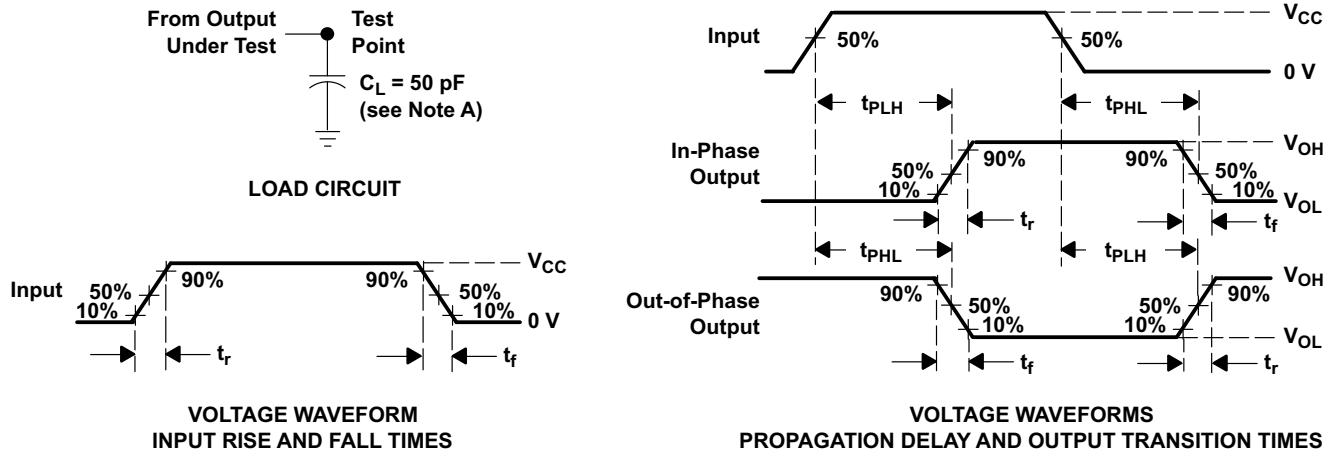 From Output
Under Test
Test
Point
C_L = 50 pF
(see Note A)
LOAD CIRCUIT
Input
50%
10%
90%
90%
50%
10%
V_CC
0 V
t_r
t_f
VOLTAGE WAVEFORM
INPUT RISE AND FALL TIMES
Input
50%
50%
V_CC
0 V
t_PLH
t_PHL
In-Phase
Output
50%
10%
90%
90%
50%
10%
V_OH
V_OL
t_r
t_f
t_PHL
t_PLH
Out-of-Phase
Output
90%
50%
10%
50%
10%
90%
V_OH
V_OL
t_f
t_r
VOLTAGE WAVEFORMS
PROPAGATION DELAY AND OUTPUT TRANSITION TIMES